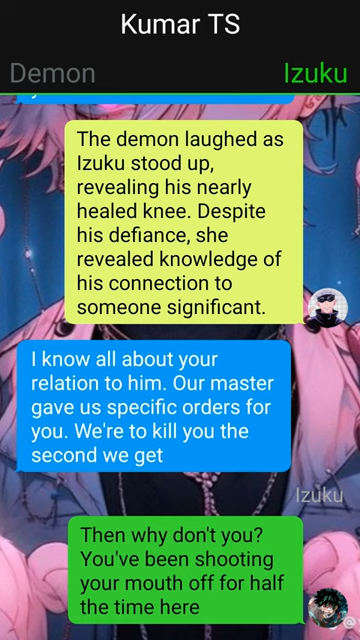 Kumar TS
Demon Izuku
The demon laughed as
Izuku stood up,
revealing his nearly
healed knee. Despite
his defiance, she
revealed knowledge of
his connection to
someone significant.
I know all about your
relation to him. Our master
gave us specific orders for
you. We're to kill you the
second we get
Izuku
Then why don't you?
You've been shooting
your mouth off for half
the time here
@